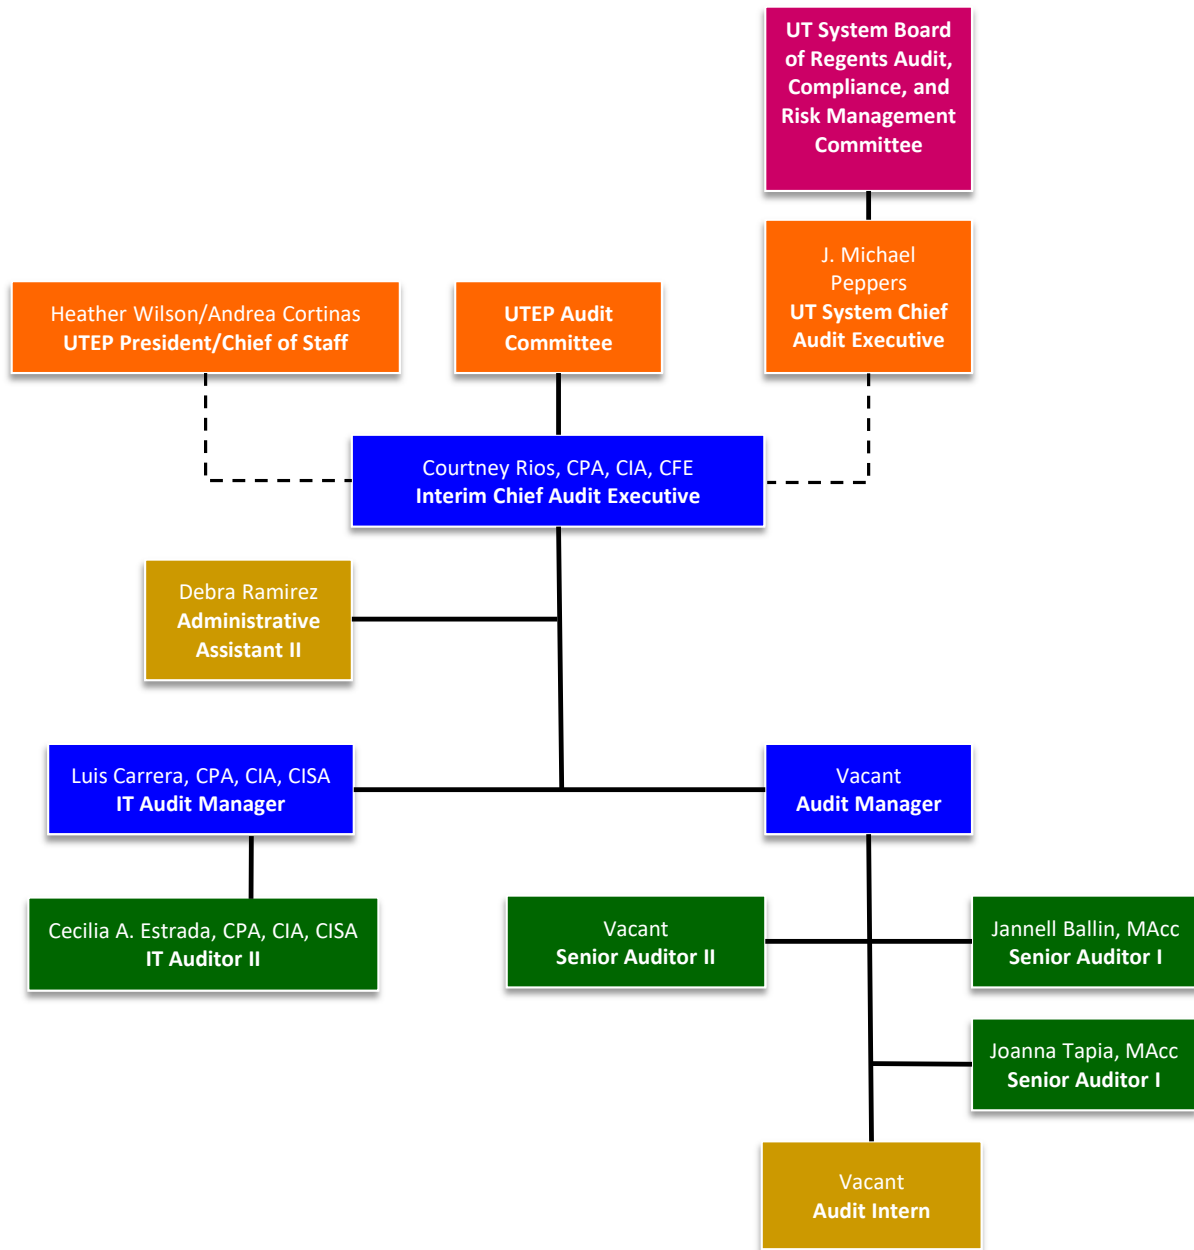 UT System Board
of Regents Audit,
Compliance, and
Risk Management
Committee
J. Michael
Peppers
UT System Chief
Audit Executive
Heather Wilson/Andrea Cortinas
UTEP President/Chief of Staff
UTEP Audit
Committee
Courtney Rios, CPA, CIA, CFE
Interim Chief Audit Executive
Debra Ramirez
Administrative
Assistant II
Luis Carrera, CPA, CIA, CISA
IT Audit Manager
Vacant
Audit Manager
Cecilia A. Estrada, CPA, CIA, CISA
IT Auditor II
Vacant
Senior Auditor II
Jannell Ballin, MAcc
Senior Auditor I
Joanna Tapia, MAcc
Senior Auditor I
Vacant
Audit Intern